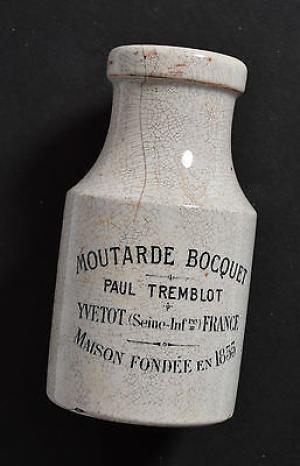 MOUTARDE BOCQUET
PAUL TREMBLOT
YVETOT (Seine-Infre) FRANCE
MAISON FONDÉE EN 1855